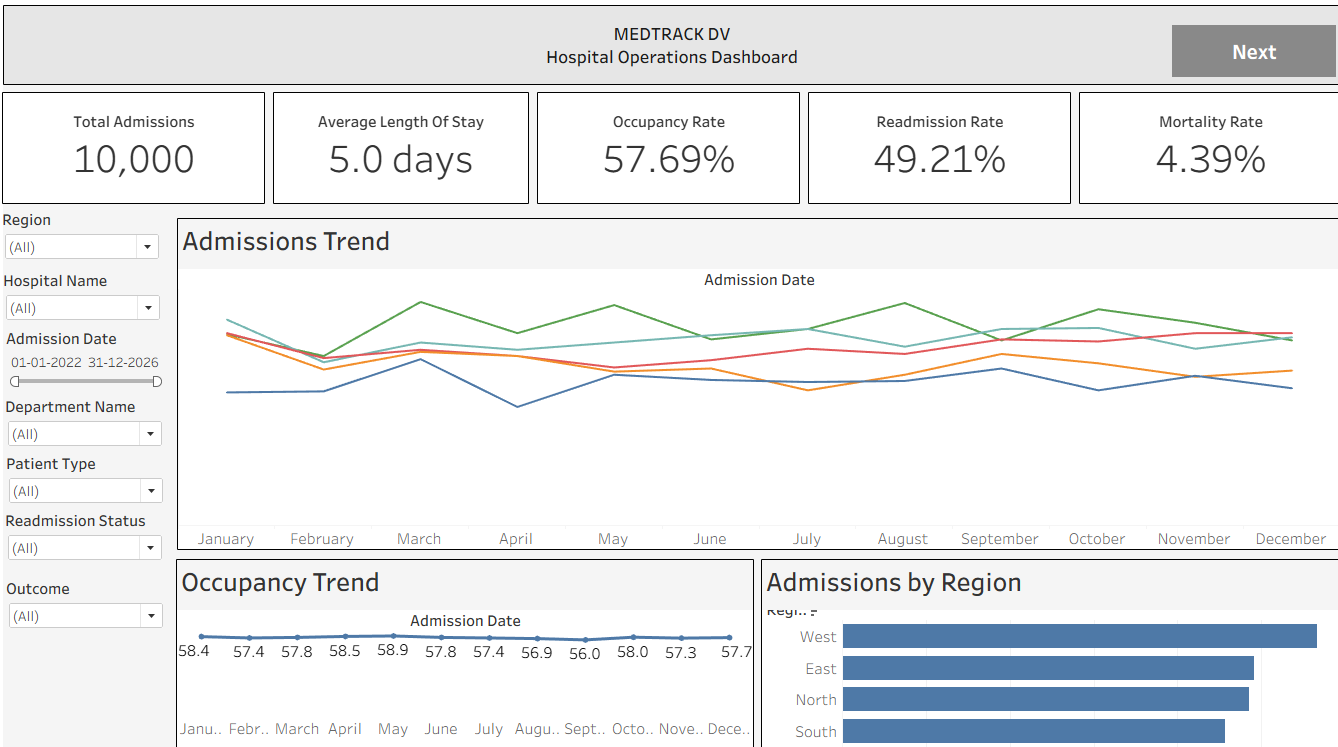 MEDTRACK DV
Hospital Operations Dashboard
Next
Total Admissions
10,000
Average Length Of Stay
5.0 days
Occupancy Rate
57.69%
Readmission Rate
49.21%
Mortality Rate
4.39%
Region
(All)
Hospital Name
(All)
Admission Date
01-01-2022 31-12-2026
Department Name
(All)
Patient Type
(All)
Readmission Status
(All)
Outcome
(All)
Admissions Trend
Admission Date
January February March April May June July August September October November December
Occupancy Trend
Admission Date
58.4 57.4 57.8 58.5 58.9 57.8 57.4 56.9 56.0 58.0 57.3 57.7
Janu.. Febr.. March April May June July Augu.. Sept.. Octo.. Nove.. Dece..
Admissions by Region
Regi..
West
East
North
South